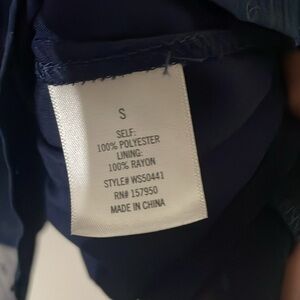 S
SELF:
100% POLYESTER
LINING:
100% RAYON
STYLE# WS50441
RN# 157950
MADE IN CHINA